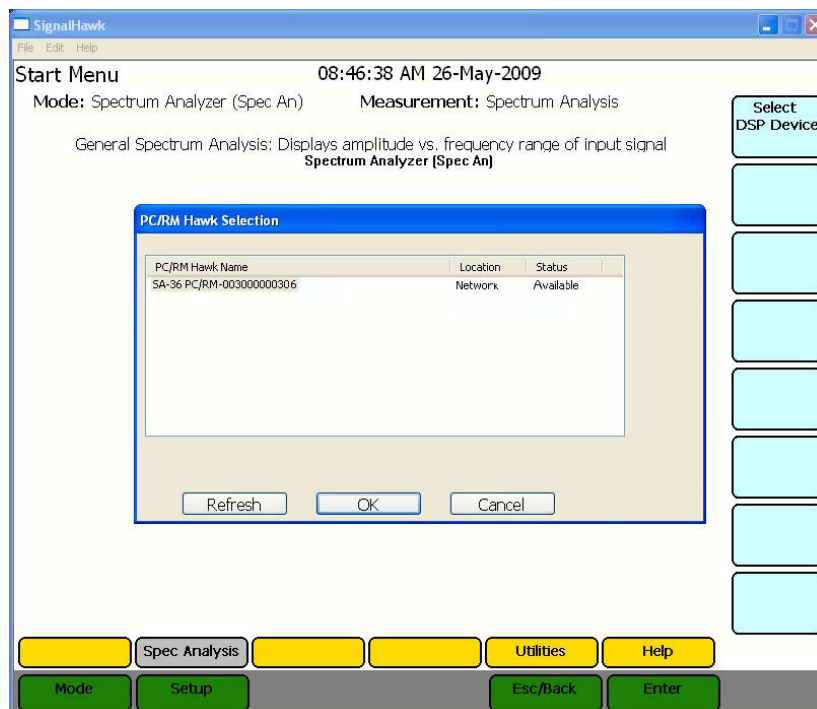 SignalHawk
File Edit Help
Start Menu 08:46:38 AM 26-May-2009
Mode: Spectrum Analyzer (Spec An) Measurement: Spectrum Analysis
Select
DSP Device
General Spectrum Analysis: Displays amplitude vs. frequency range of input signal
Spectrum Analyzer (Spec An)
PC/RM Hawk Selection
PC/RM Hawk Name Location Status
SA-36 PC/RM-003000000306 Network Available
Refresh OK Cancel
Spec Analysis Utilities Help
Mode Setup Esc/Back Enter